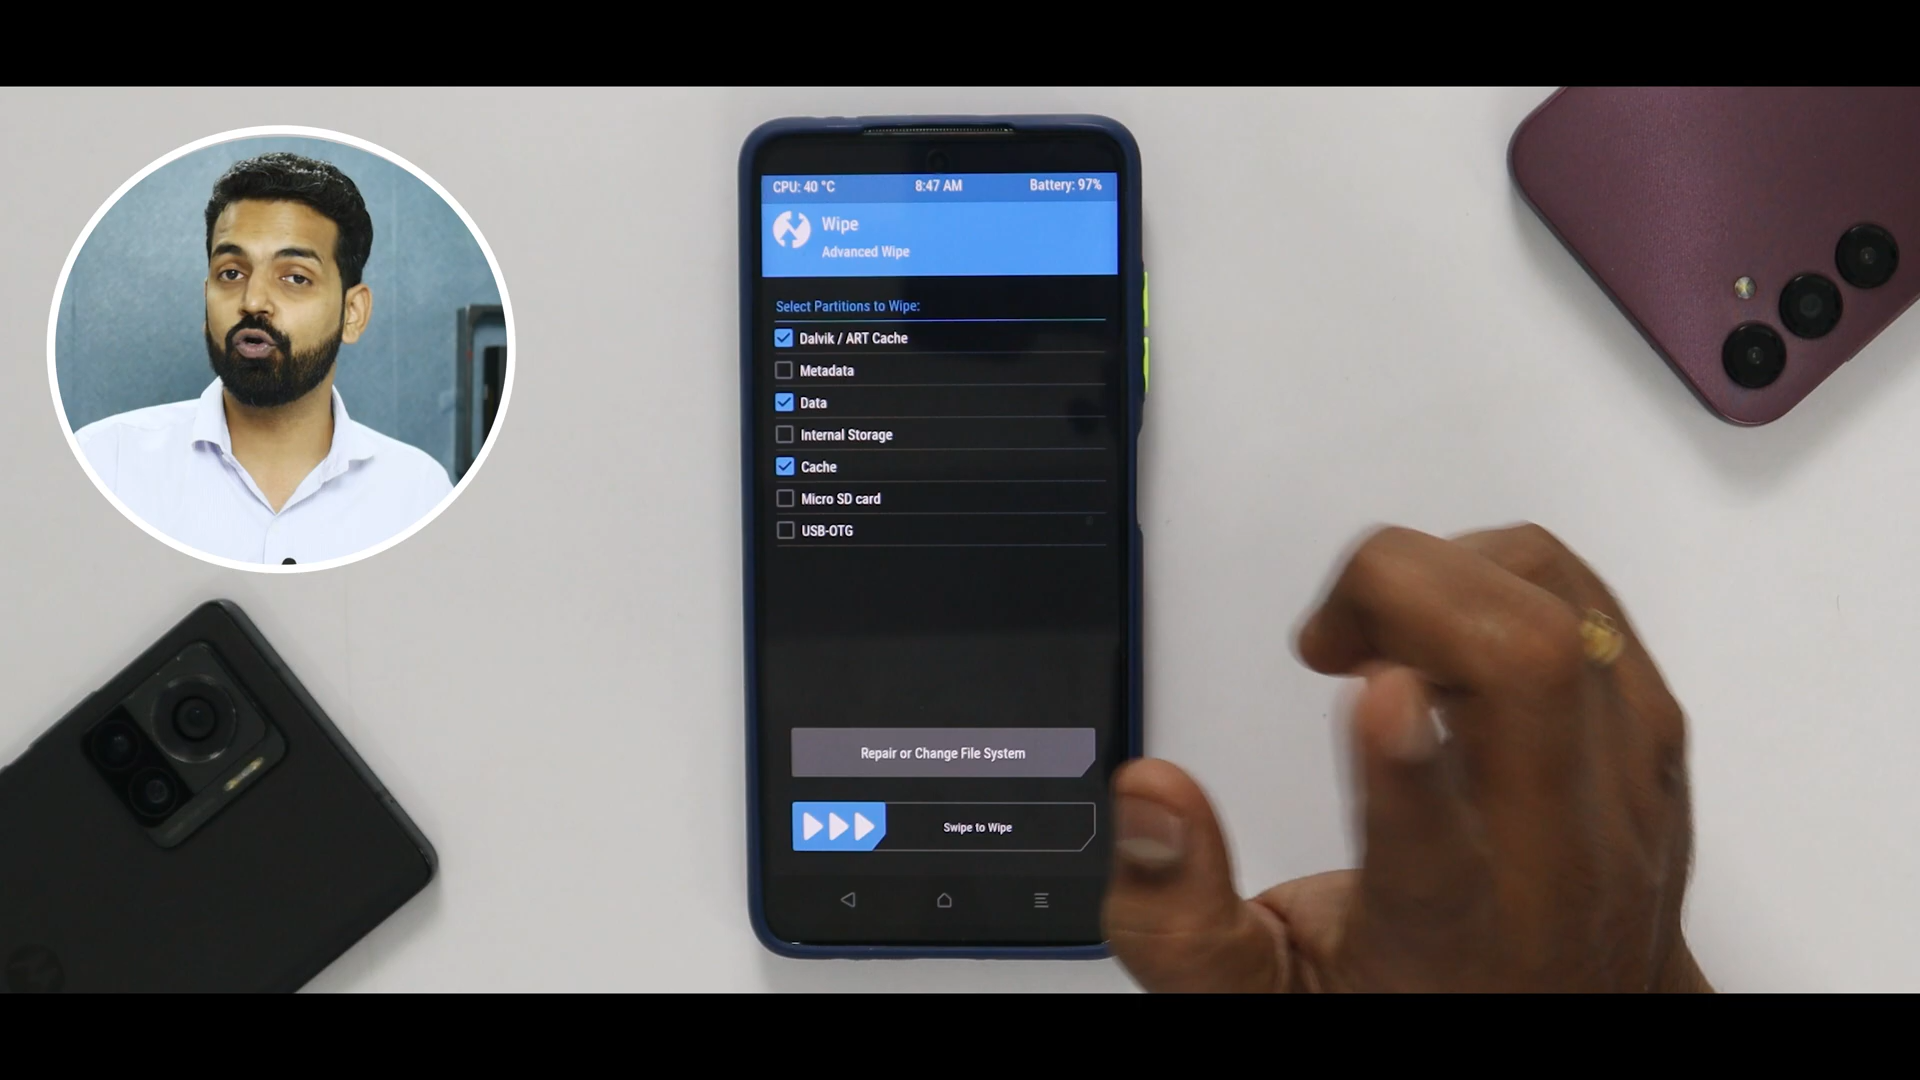 CPU: 40 °C 8:47 AM Battery: 97%
Wipe
Advanced Wipe
Select Partitions to Wipe:
Dalvik / ART Cache
Metadata
Data
Internal Storage
Cache
Micro SD card
USB-OTG
Repair or Change File System
Swipe to Wipe